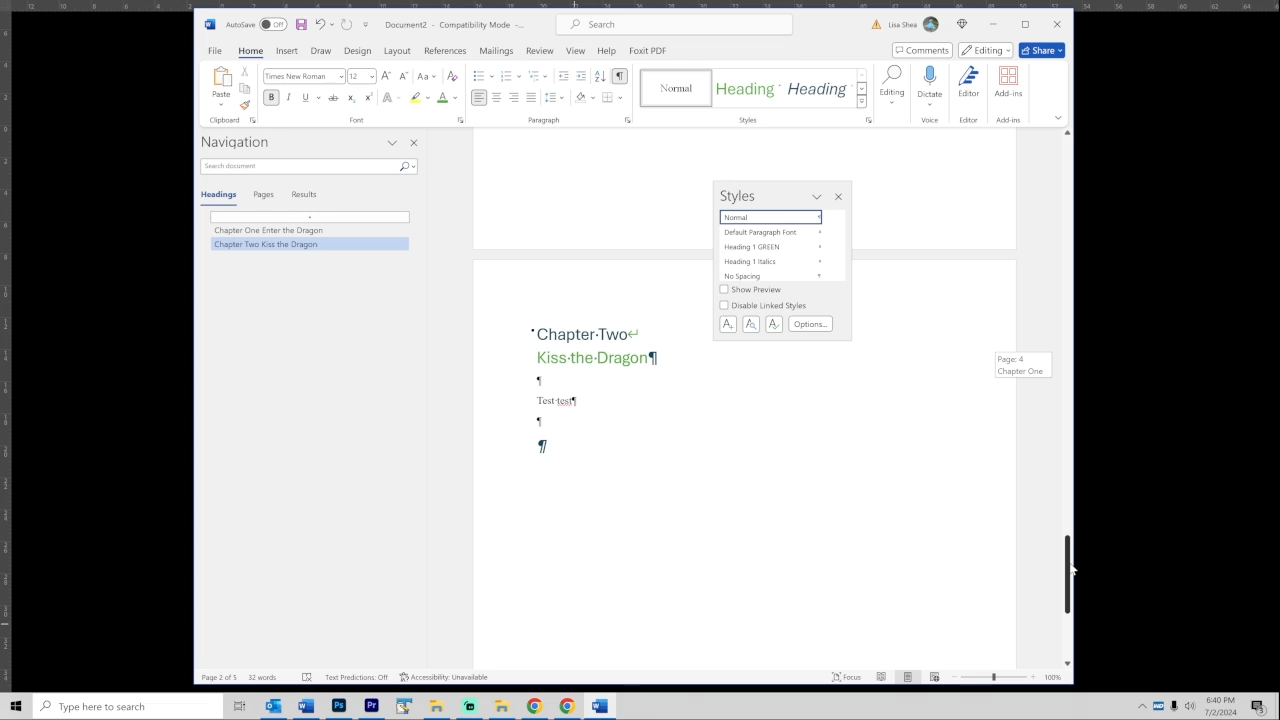 AutoSave Off Document2 - Compatibility Mode -... Search Lisa Shea
File Home Insert Draw Design Layout References Mailings Review View Help Foxit PDF Comments Editing Share
Paste Times New Roman 12 Aa Normal Heading Heading Editing Dictate Editor Add-ins
Clipboard Font Paragraph Styles Voice Editor Add-ins
Navigation
Search document
Headings Pages Results
Chapter One Enter the Dragon
Chapter Two Kiss the Dragon
Styles
Normal
Default Paragraph Font
Heading 1 GREEN
Heading 1 Italics
No Spacing
Show Preview
Disable Linked Styles
Options...
Chapter·Two↵
Kiss·the·Dragon¶
¶
Test·test¶
¶
¶
Page: 4
Chapter One
Page 2 of 5 32 words Text Predictions: Off Accessibility: Unavailable Focus 100%
Type here to search
6:40 PM
7/2/2024